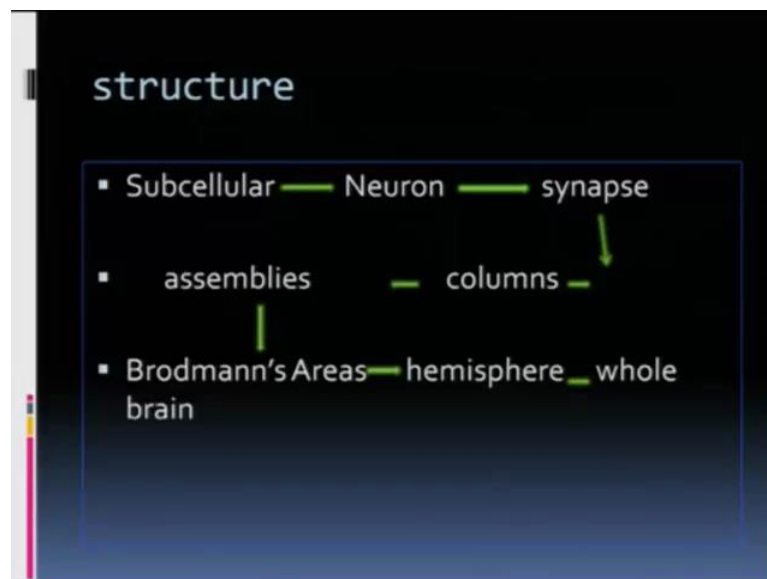 structure
▪ Subcellular Neuron synapse
▪ assemblies columns
▪ Brodmann's Areas hemisphere whole
brain